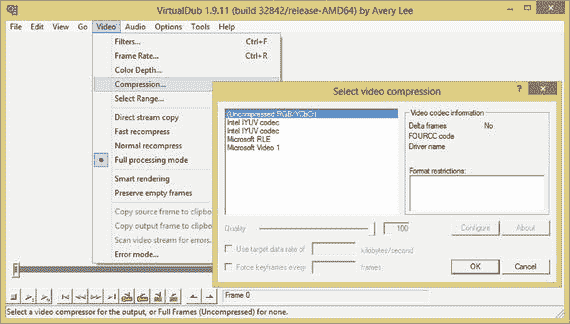 VirtualDub 1.9.11 (build 32842/release-AMD64) by Avery Lee
File Edit View Go Video Audio Options Tools Help
Filters... Ctrl+F
Frame Rate... Ctrl+R
Color Depth...
Compression...
Select Range...
Direct stream copy
Fast recompress
Normal recompress
Full processing mode
Smart rendering
Preserve empty frames
Copy source frame to clipbo
Copy output frame to clipbo
Scan video stream for errors.
Error mode...
Select video compression
(Uncompressed RGB/YCbCr)
Intel IYUV codec
Intel IYUV codec
Microsoft RLE
Microsoft Video 1
Video codec information
Delta frames No
FOURCC code
Driver name
Format restrictions:
Quality 100
Configure About
Use target data rate of kilobytes/second
Force keyframes every frames
OK Cancel
Frame 0
Select a video compressor for the output, or Full Frames (Uncompressed) for none.